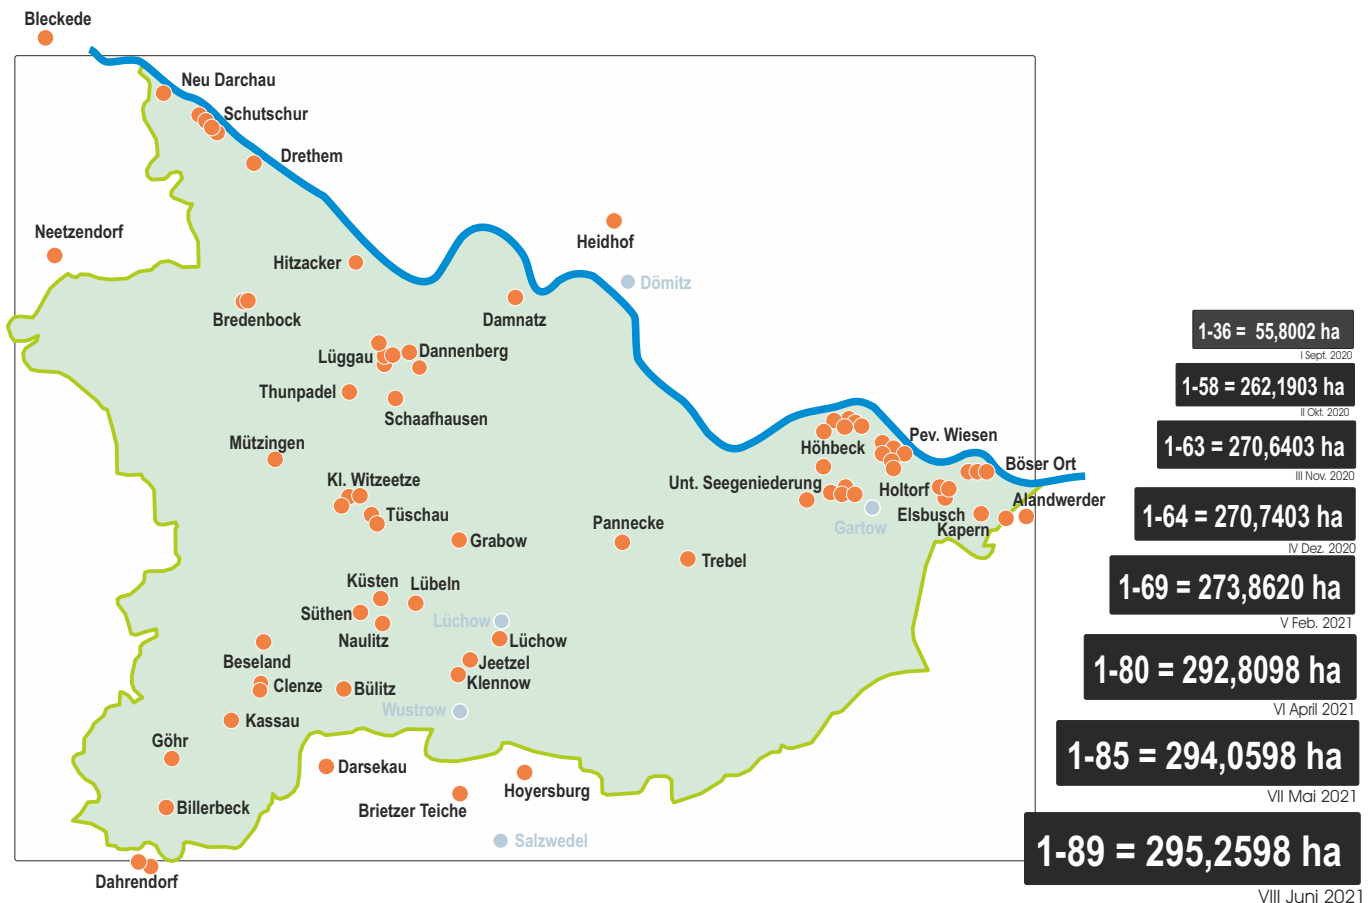 Bleckede
Neu Darchau
Schutschur
Drethem
Neetzendorf
Heidhof
Hitzacker
Dömitz
Bredenbock
Damnatz
Lüggau
Dannenberg
Thunpadel
Schaafhausen
Mützingen
Höhbeck
Pev. Wiesen
Böser Ort
Kl. Witzeetze
Unt. Seegeniederung
Holtorf
Alandwerder
Tüschau
Elsbusch
Pannecke
Gartow
Kapern
Grabow
Trebel
Küsten
Lübeln
Süthen
Lüchow
Naulitz
Lüchow
Beseland
Jeetzel
Clenze
Bülitz
Klennow
Wustrow
Kassau
Göhr
Darsekau
Hoyersburg
Billerbeck
Brietzer Teiche
Salzwedel
Dahrendorf
1-36 = 55,8002 ha
I Sept. 2020
1-58 = 262,1903 ha
II Okt. 2020
1-63 = 270,6403 ha
III Nov. 2020
1-64 = 270,7403 ha
IV Dez. 2020
1-69 = 273,8620 ha
V Feb. 2021
1-80 = 292,8098 ha
VI April 2021
1-85 = 294,0598 ha
VII Mai 2021
1-89 = 295,2598 ha
VIII Juni 2021